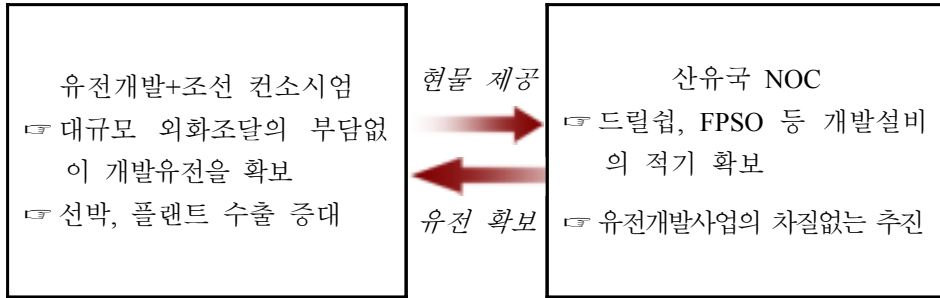 유전개발+조선 컨소시엄
☞ 대규모 외화조달의 부담없
이 개발유전을 확보
☞ 선박, 플랜트 수출 증대
현물 제공
유전 확보
산유국 NOC
☞ 드릴쉽, FPSO 등 개발설비
의 적기 확보
☞ 유전개발사업의 차질없는 추진